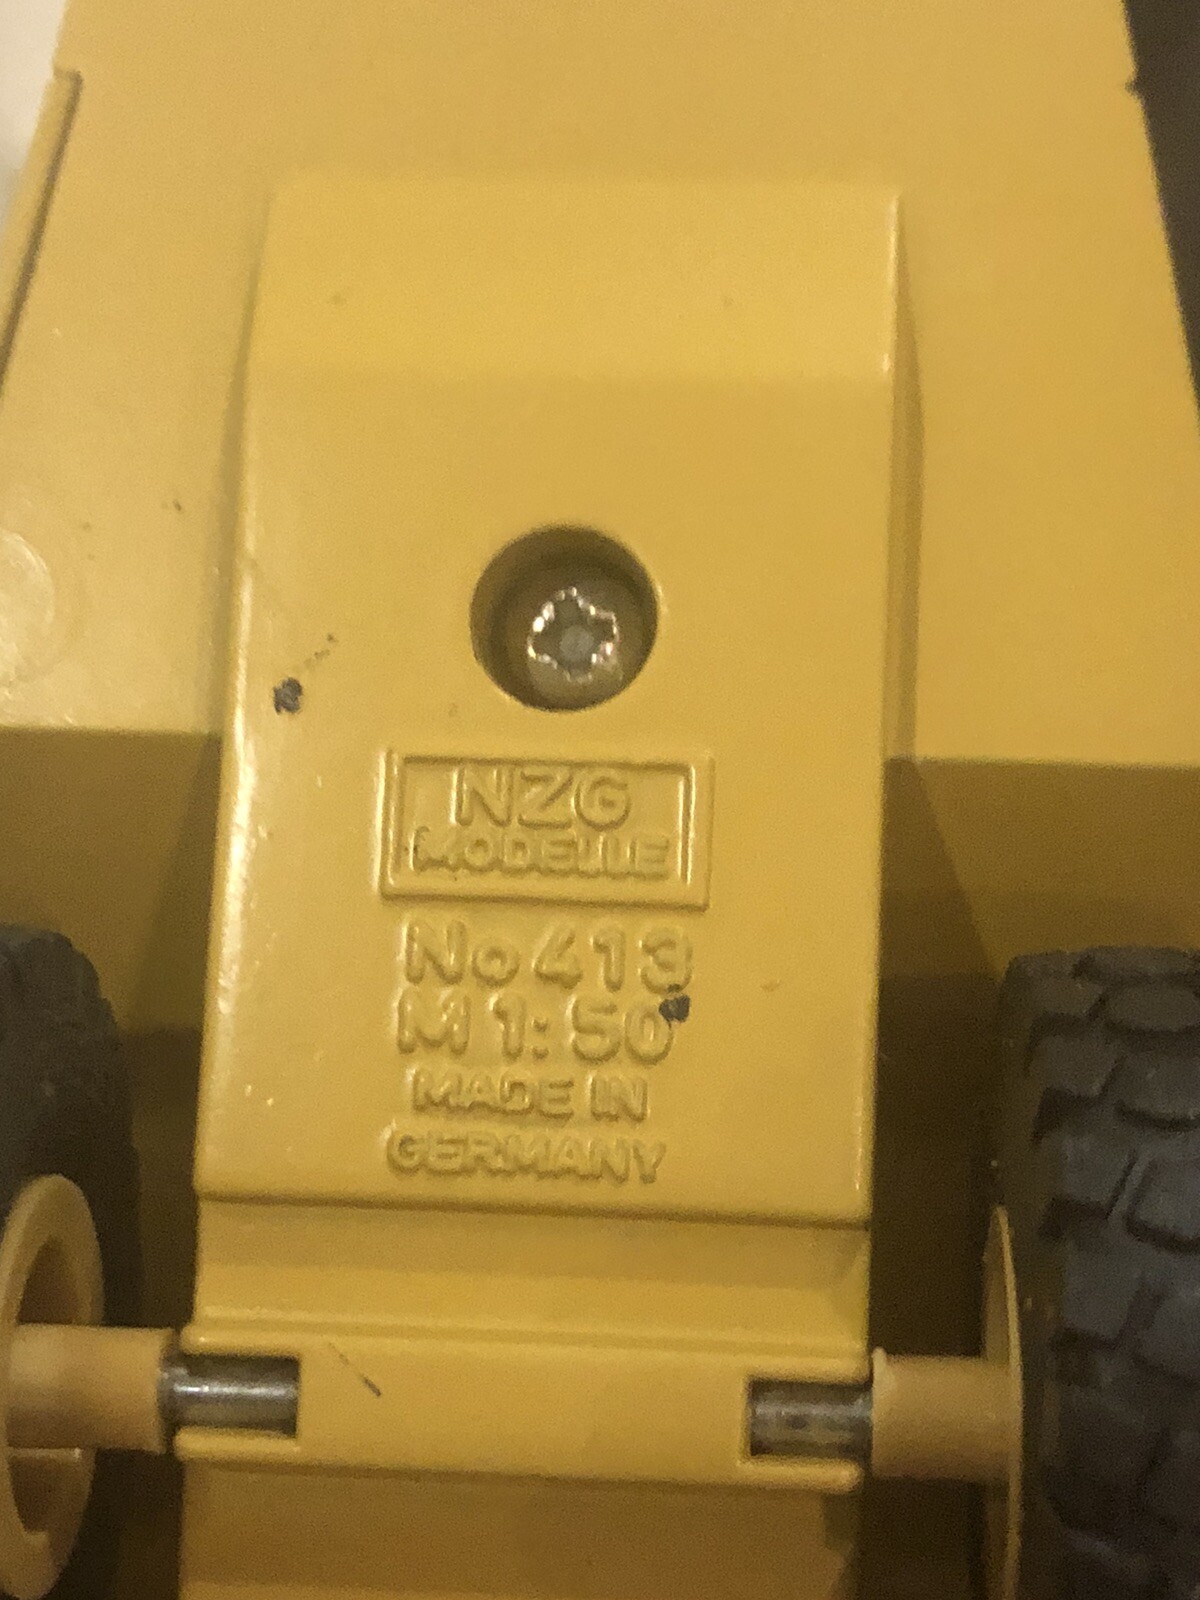 NZG
MODELLE
No 413
M 1:50
MADE IN
GERMANY